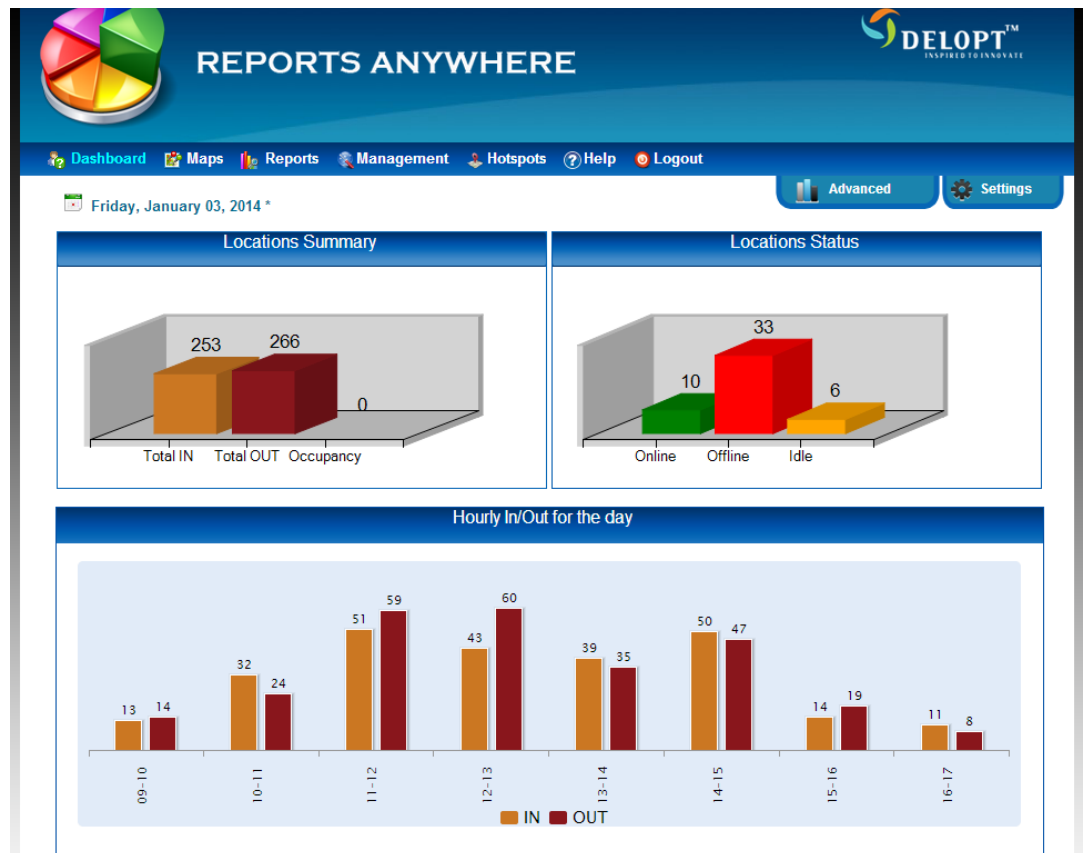 REPORTS ANYWHERE
DELOPT™
INSPIRED TO INNOVATE
Dashboard Maps Reports Management Hotspots Help Logout
Advanced Settings
Friday, January 03, 2014 *
Locations Summary
253 266 0
Total IN Total OUT Occupancy
Locations Status
10 33 6
Online Offline Idle
Hourly In/Out for the day
13 14 32 24 51 59 43 60 39 35 50 47 14 19 11 8
09-10 10-11 11-12 12-13 13-14 14-15 15-16 16-17
IN OUT